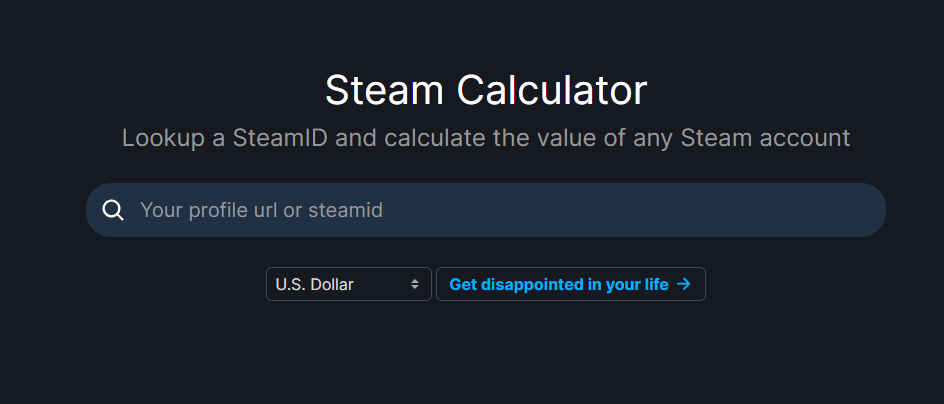 Steam Calculator
Lookup a SteamID and calculate the value of any Steam account
Your profile url or steamid
U.S. Dollar
Get disappointed in your life →